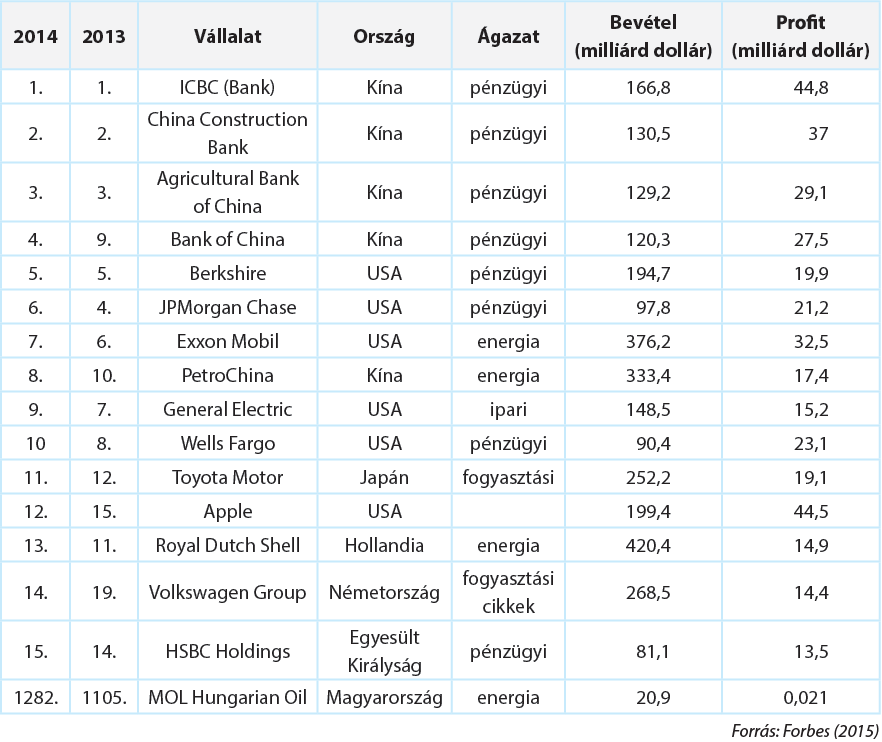 2014 2013 Vállalat Ország Ágazat Bevétel (milliárd dollár) Profit (milliárd dollár)
1. 1. ICBC (Bank) Kína pénzügyi 166,8 44,8
2. 2. China Construction Bank Kína pénzügyi 130,5 37
3. 3. Agricultural Bank of China Kína pénzügyi 129,2 29,1
4. 9. Bank of China Kína pénzügyi 120,3 27,5
5. 5. Berkshire USA pénzügyi 194,7 19,9
6. 4. JPMorgan Chase USA pénzügyi 97,8 21,2
7. 6. Exxon Mobil USA energia 376,2 32,5
8. 10. PetroChina Kína energia 333,4 17,4
9. 7. General Electric USA ipari 148,5 15,2
10 8. Wells Fargo USA pénzügyi 90,4 23,1
11. 12. Toyota Motor Japán fogyasztási 252,2 19,1
12. 15. Apple USA 199,4 44,5
13. 11. Royal Dutch Shell Hollandia energia 420,4 14,9
14. 19. Volkswagen Group Németország fogyasztási cikkek 268,5 14,4
15. 14. HSBC Holdings Egyesült Királyság pénzügyi 81,1 13,5
1282. 1105. MOL Hungarian Oil Magyarország energia 20,9 0,021
Forrás: Forbes (2015)